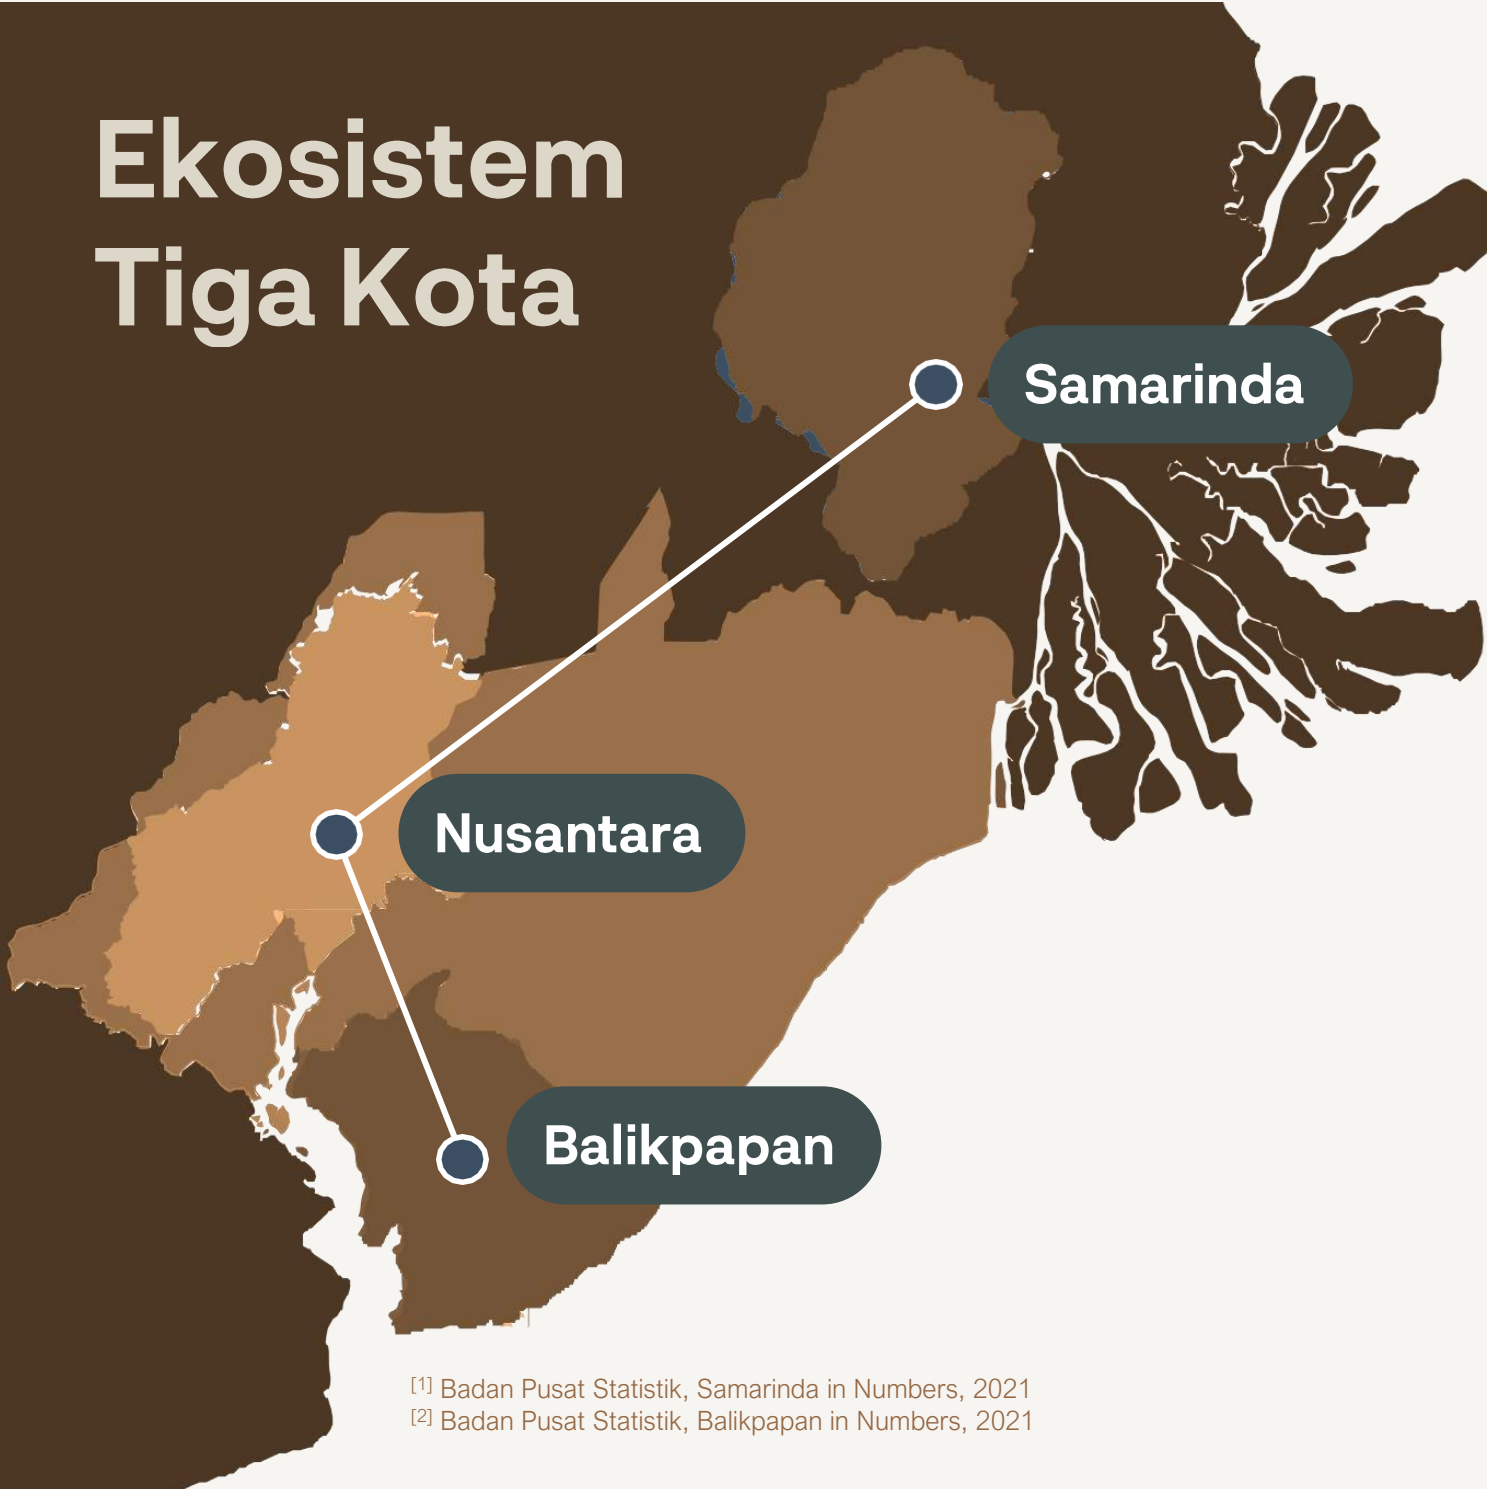 Ekosistem
Tiga Kota
Samarinda
Nusantara
Balikpapan
[1] Badan Pusat Statistik, Samarinda in Numbers, 2021
[2] Badan Pusat Statistik, Balikpapan in Numbers, 2021